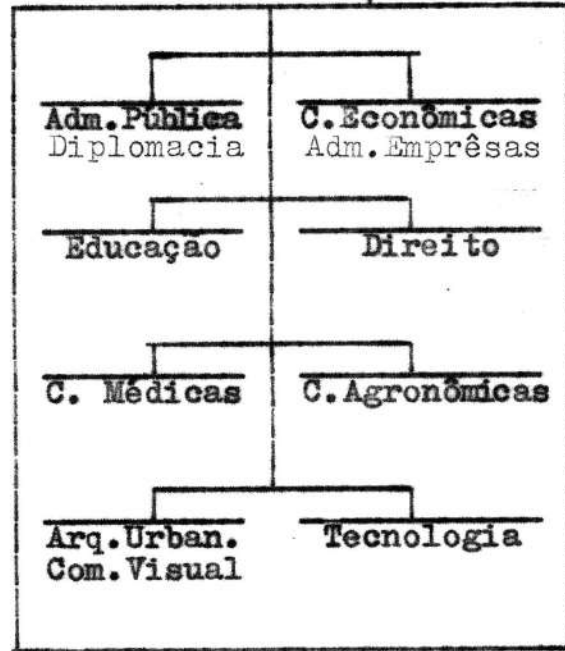 Adm.Pública
Diplomacia
C.Econômicas
Adm.Emprêsas
Educação
Direito
C. Médicas
C.Agronômicas
Arq.Urban.
Com.Visual
Tecnologia